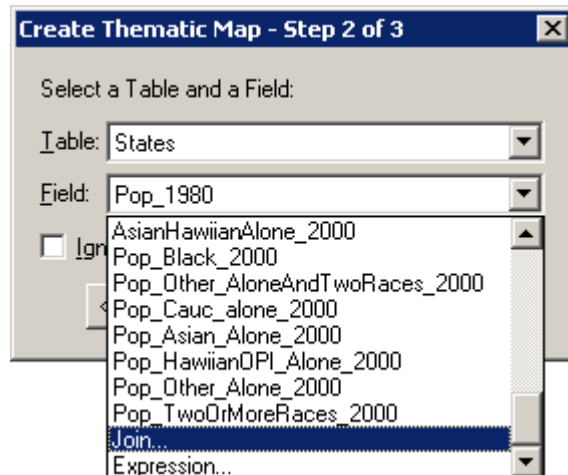 Create Thematic Map - Step 2 of 3
Select a Table and a Field:
Table: States
Field: Pop_1980
AsianHawiianAlone_2000
Pop_Black_2000
Pop_Other_AloneAndTwoRaces_2000
Pop_Cauc_alone_2000
Pop_Asian_Alone_2000
Pop_HawiianOPI_Alone_2000
Pop_Other_Alone_2000
Pop_TwoOrMoreRaces_2000
Join...
Expression...